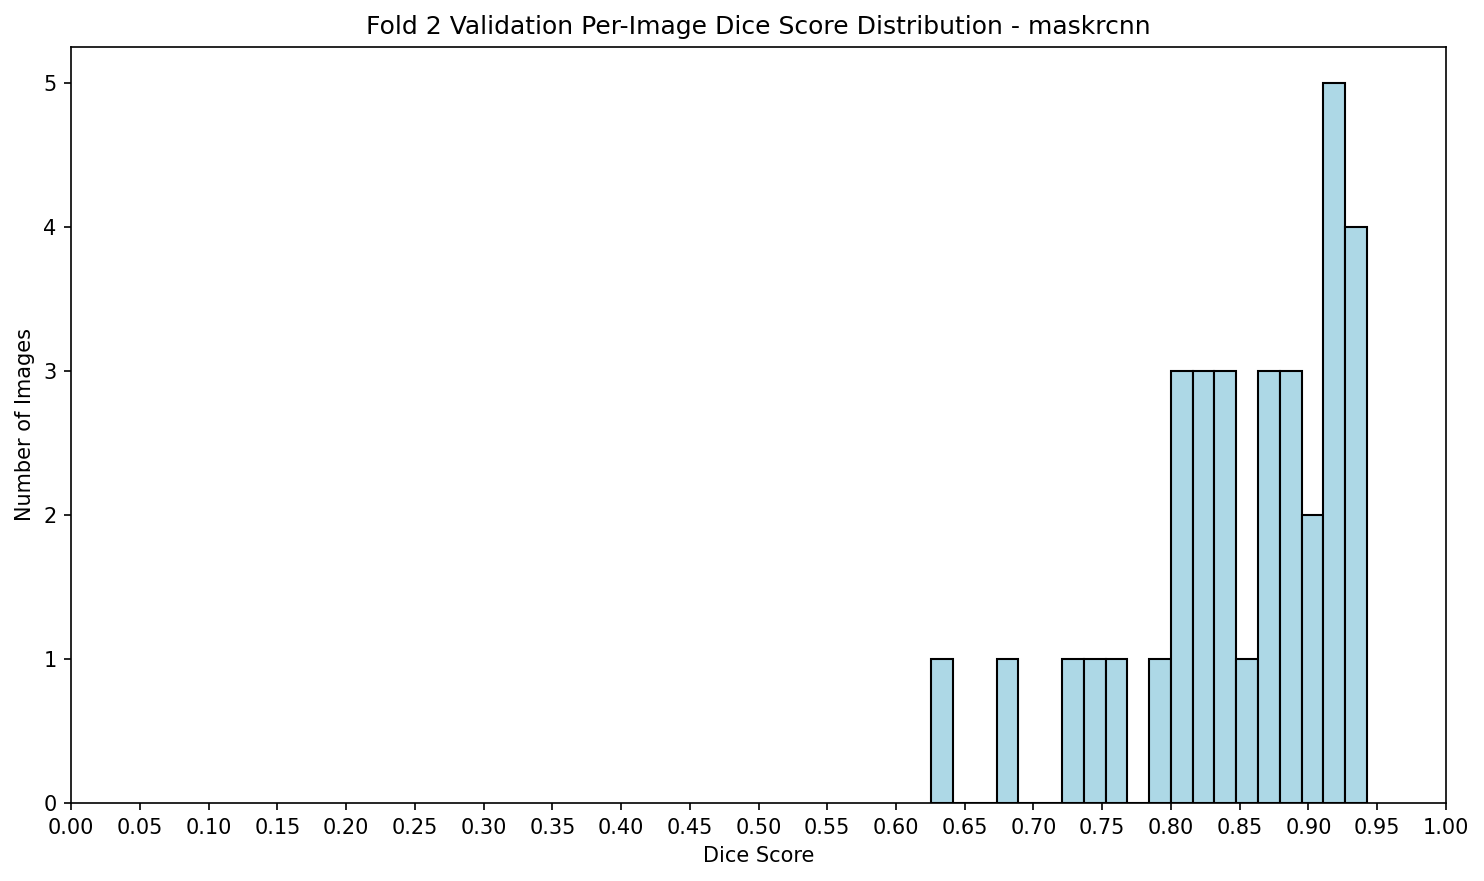 Fold 2 Validation Per-Image Dice Score Distribution - maskrcnn
Number of Images
5
4
3
2
1
0
0.00 0.05 0.10 0.15 0.20 0.25 0.30 0.35 0.40 0.45 0.50 0.55 0.60 0.65 0.70 0.75 0.80 0.85 0.90 0.95 1.00
Dice Score